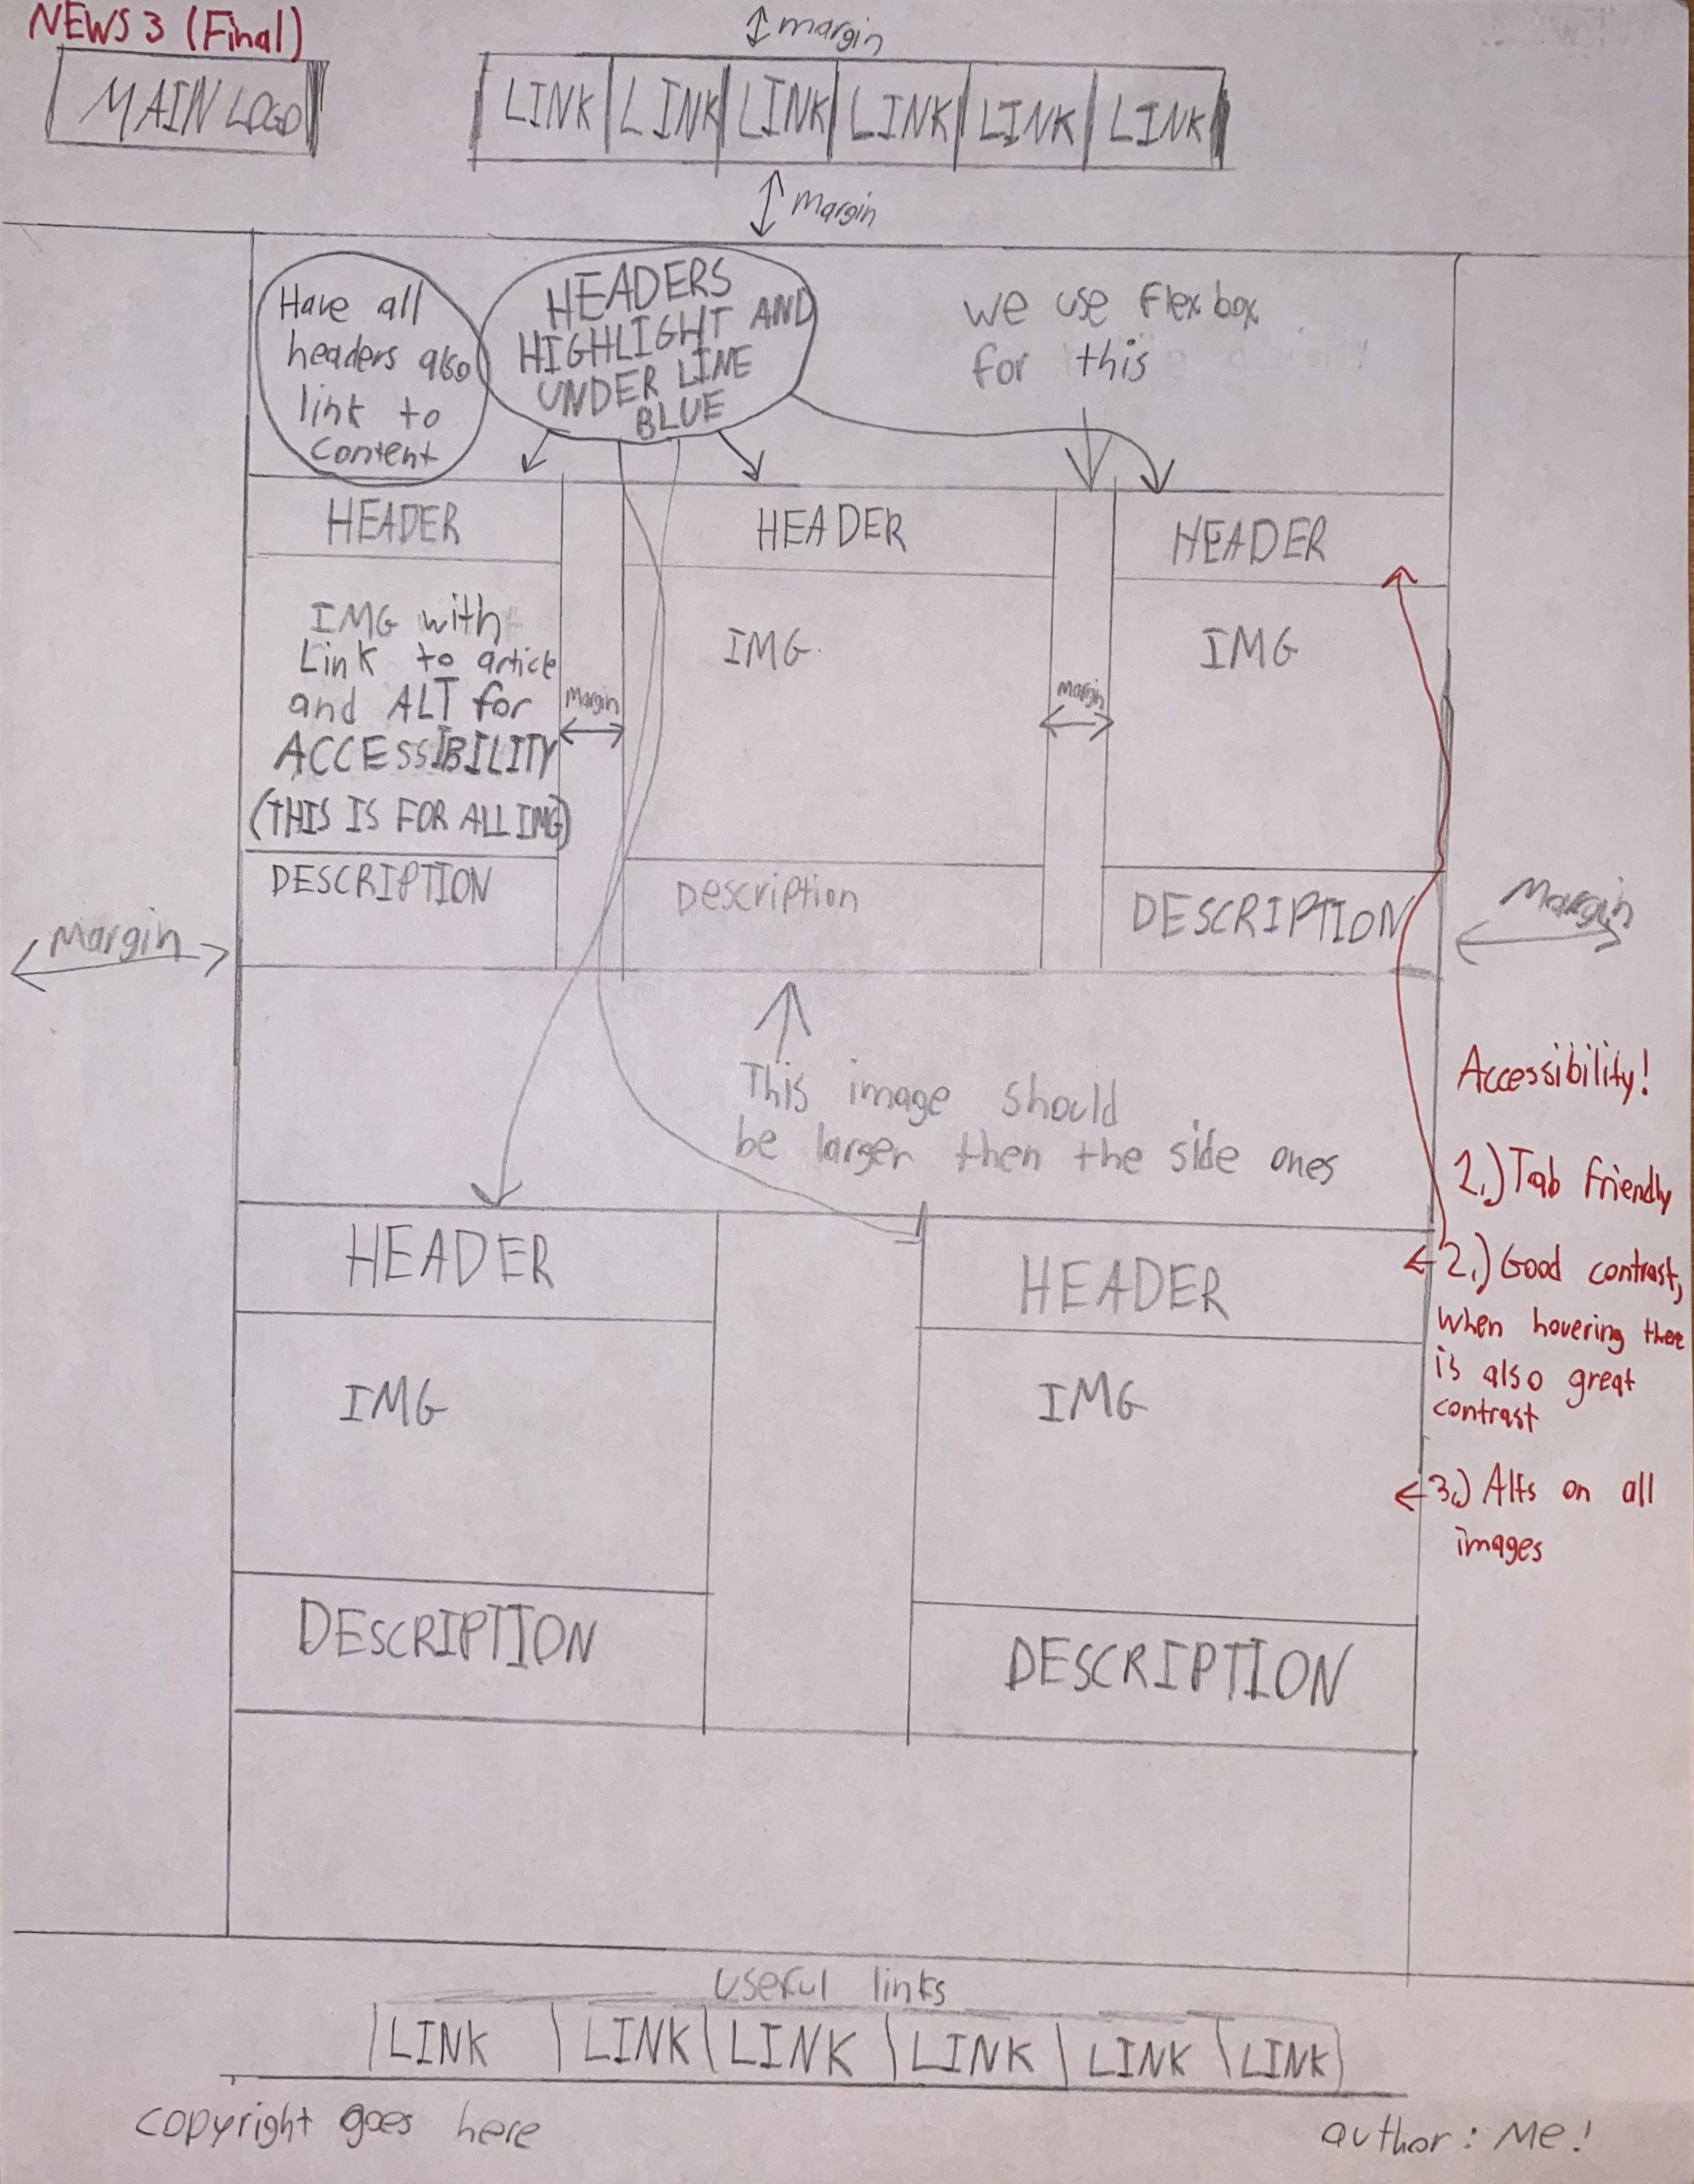 NEWS 3 (Final)
MAIN LOGO
margin
LINK LINK LINK LINK LINK LINK
Margin
Have all
headers also
link to
Content
HEADERS
HIGHLIGHT AND
UNDER LINE
BLUE
we use flexbox
for this
HEADER
HEADER
HEADER
IMG with
Link to article
and ALT for
ACCESSIBILITY
(THIS IS FOR ALL IMG)
Margin
IMG
Margin
IMG
DESCRIPTION
Description
DESCRIPTION
Margin
Margin
This image should
be larger then the side ones
Accessibility!
1.) Tab friendly
2.) Good contrast,
when hovering there
is also great
contrast
3.) Alts on all
images
HEADER
HEADER
IMG
IMG
DESCRIPTION
DESCRIPTION
useful links
LINK LINK LINK LINK LINK LINK
copyright goes here
author: Me!